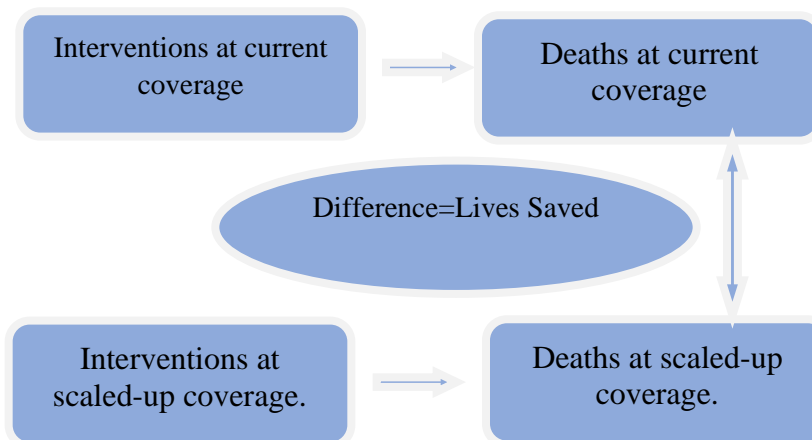 Interventions at current
coverage
Deaths at current
coverage
Difference=Lives Saved
Interventions at
scaled-up coverage.
Deaths at scaled-up
coverage.